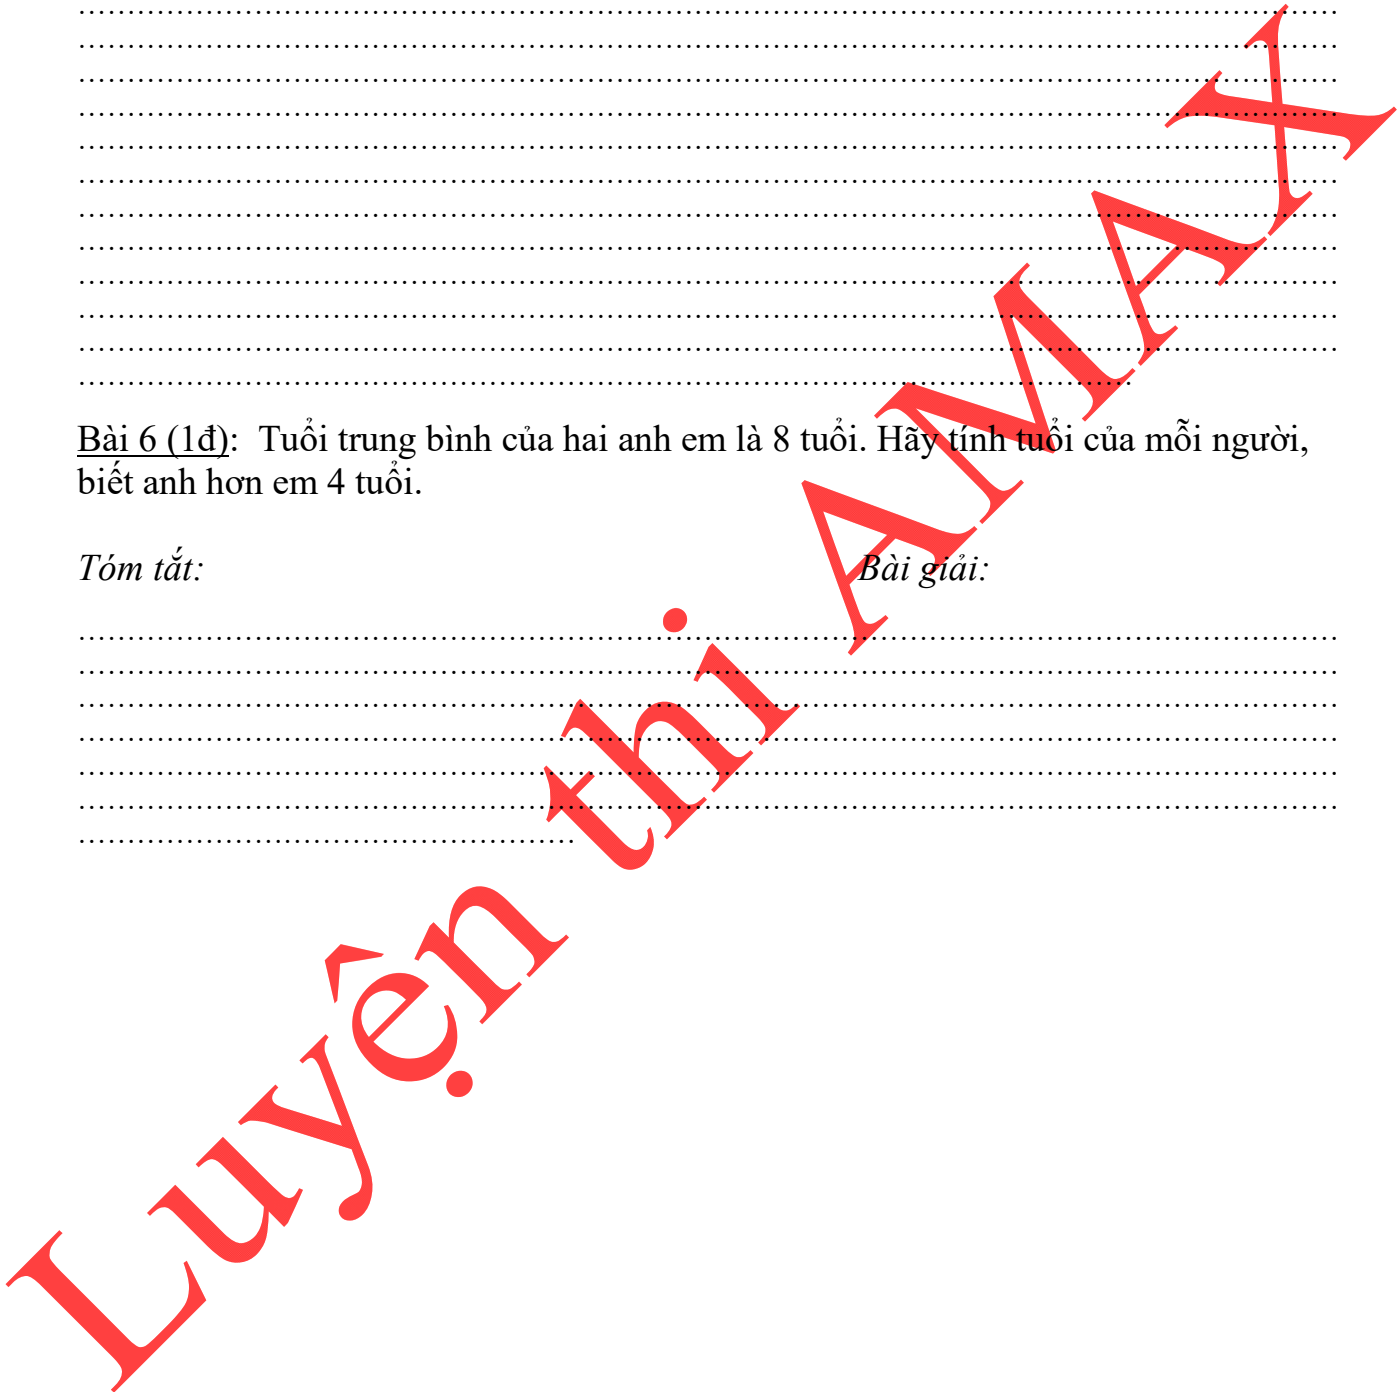 Bài 6 (1đ): Tuổi trung bình của hai anh em là 8 tuổi. Hãy tính tuổi của mỗi người,
biết anh hơn em 4 tuổi.
Tóm tắt: Bài giải:
Luyện thi AMAX